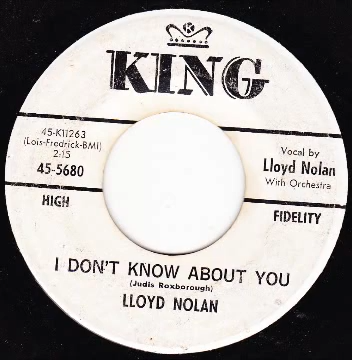 K
KING
45-K11263
(Lois-Fredrick-BMI)
2:15
45-5680
Vocal by
Lloyd Nolan
With Orchestra
HIGH
FIDELITY
I DON'T KNOW ABOUT YOU
(Judis Roxborough)
LLOYD NOLAN